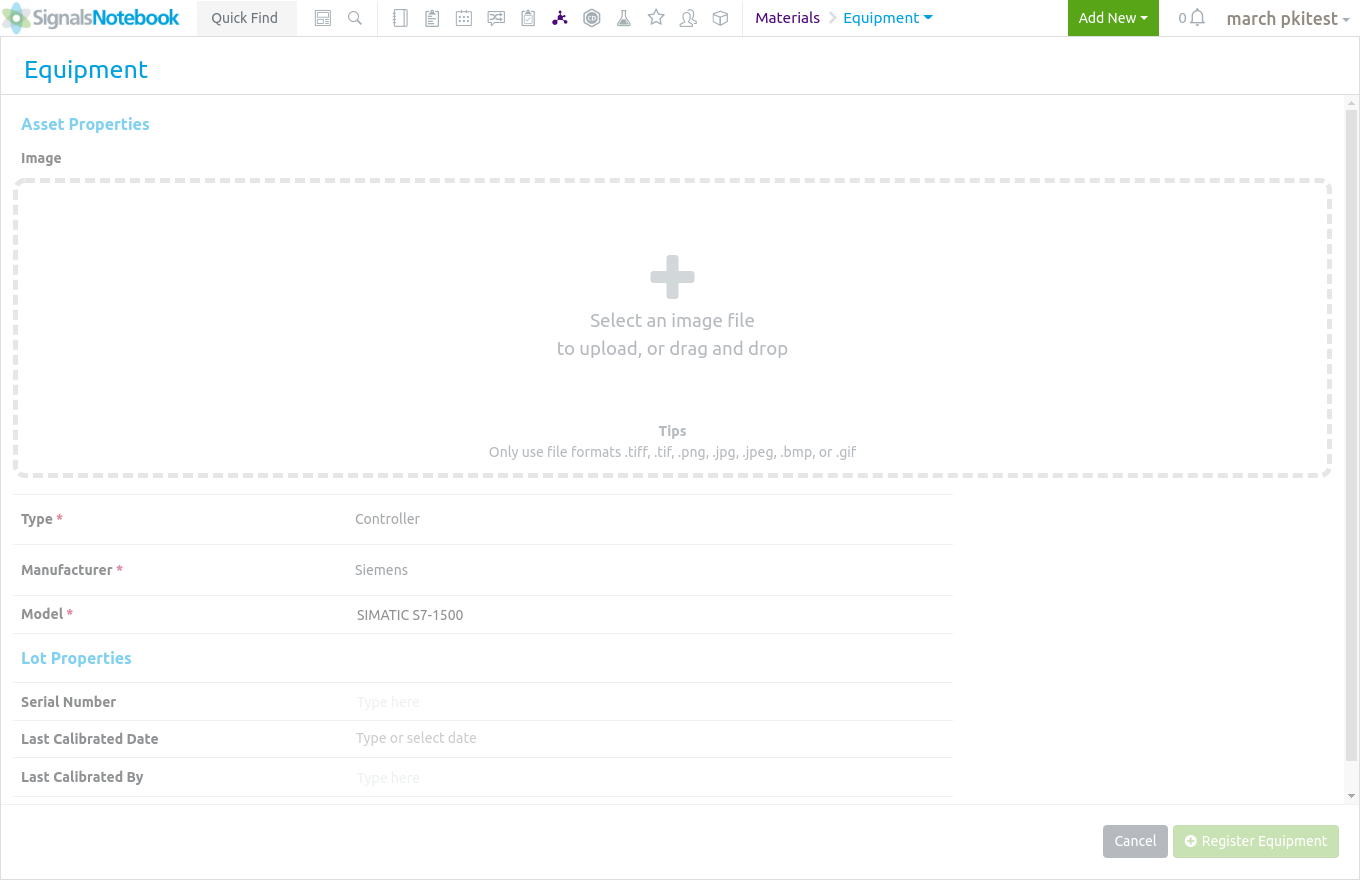 SignalsNotebook
Quick Find
Materials
Equipment
Add New
0
march pkitest
Equipment
Asset Properties
Image
Select an image file
to upload, or drag and drop
Tips
Only use file formats .tiff, .tif, .png, .jpg, .jpeg, .bmp, or .gif
Type * Controller
Manufacturer * Siemens
Model * SIMATIC S7-1500
Lot Properties
Serial Number Type here
Last Calibrated Date Type or select date
Last Calibrated By Type here
Cancel
Register Equipment